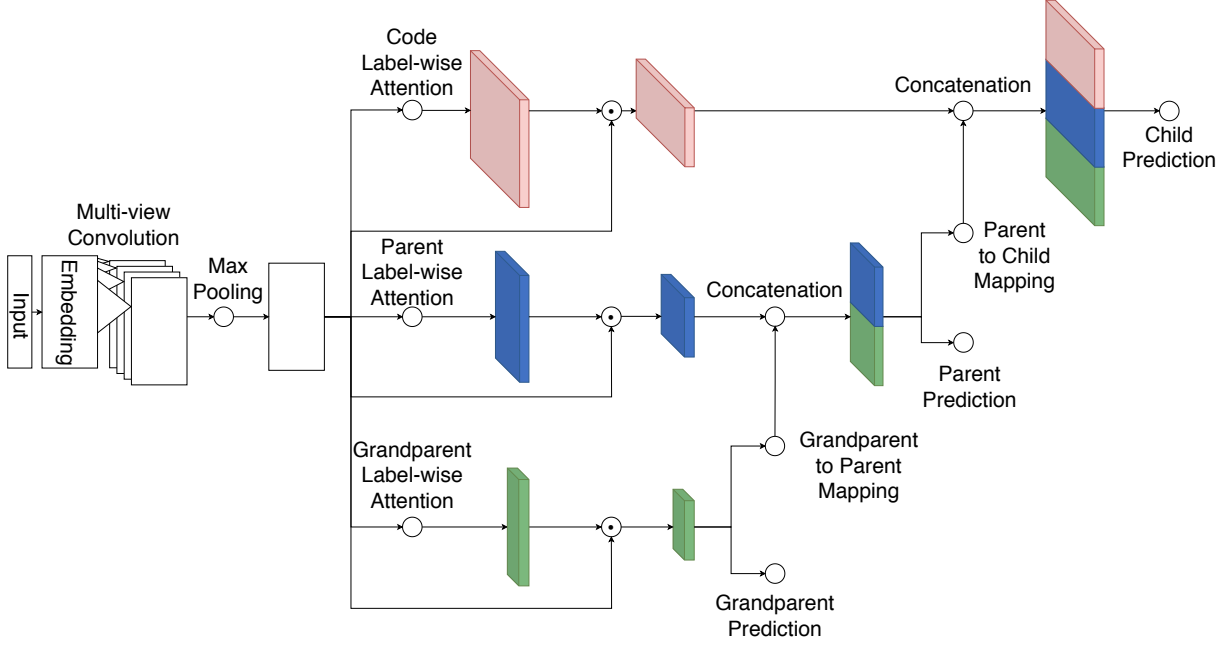 Code
Label-wise
Attention
Concatenation
Child
Prediction
Multi-view
Convolution
Input
Embedding
Max
Pooling
Parent
Label-wise
Attention
Concatenation
Parent
to Child
Mapping
Parent
Prediction
Grandparent
Label-wise
Attention
Grandparent
to Parent
Mapping
Grandparent
Prediction